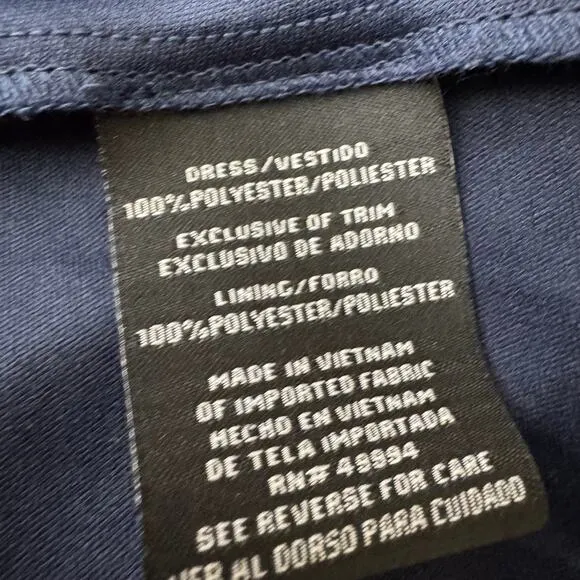 DRESS/VESTIDO
100%POLYESTER/POLIESTER
EXCLUSIVE OF TRIM
EXCLUSIVO DE ADORNO
LINING/FORRO
100%POLYESTER/POLIESTER
MADE IN VIETNAM
OF IMPORTED FABRIC
HECHO EN VIETNAM
DE TELA IMPORTADA
RN# 49994
SEE REVERSE FOR CARE
VER AL DORSO PARA CUIDADO